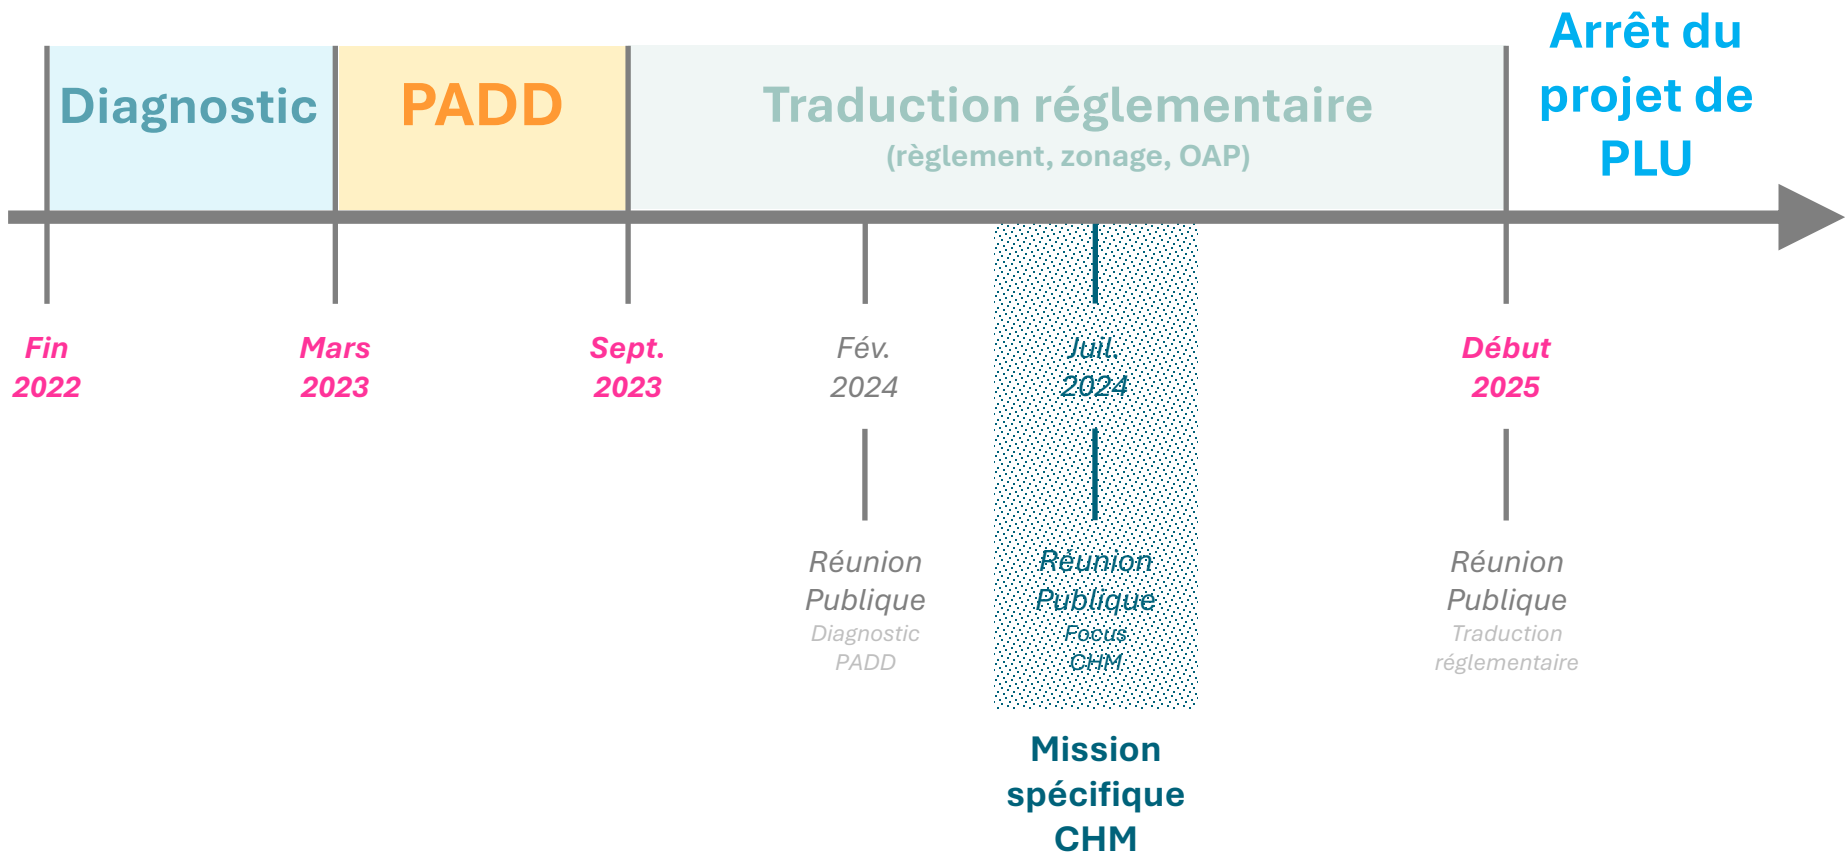 Diagnostic
PADD
Traduction réglementaire
(règlement, zonage, OAP)
Arrêt du
projet de
PLU
Fin
2022
Mars
2023
Sept.
2023
Fév.
2024
Juil.
2024
Début
2025
Réunion
Publique
Diagnostic
PADD
Réunion
Publique
Focus
CHM
Réunion
Publique
Traduction
réglementaire
Mission
spécifique
CHM